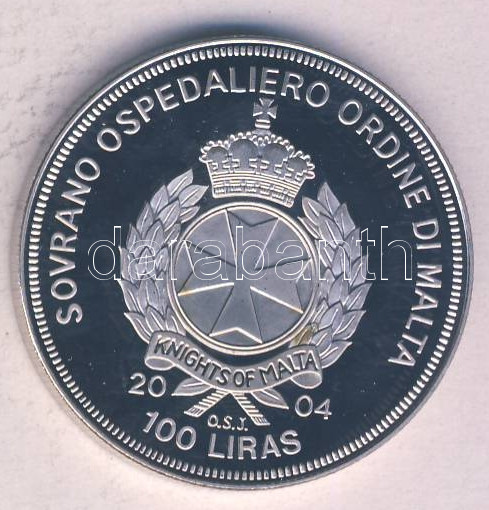 SOVRANO OSPEDALIERO ORDINE DI MALTA
darabanth
KNIGHTS OF MALTA
20 04
O.S.J.
100 LIRAS